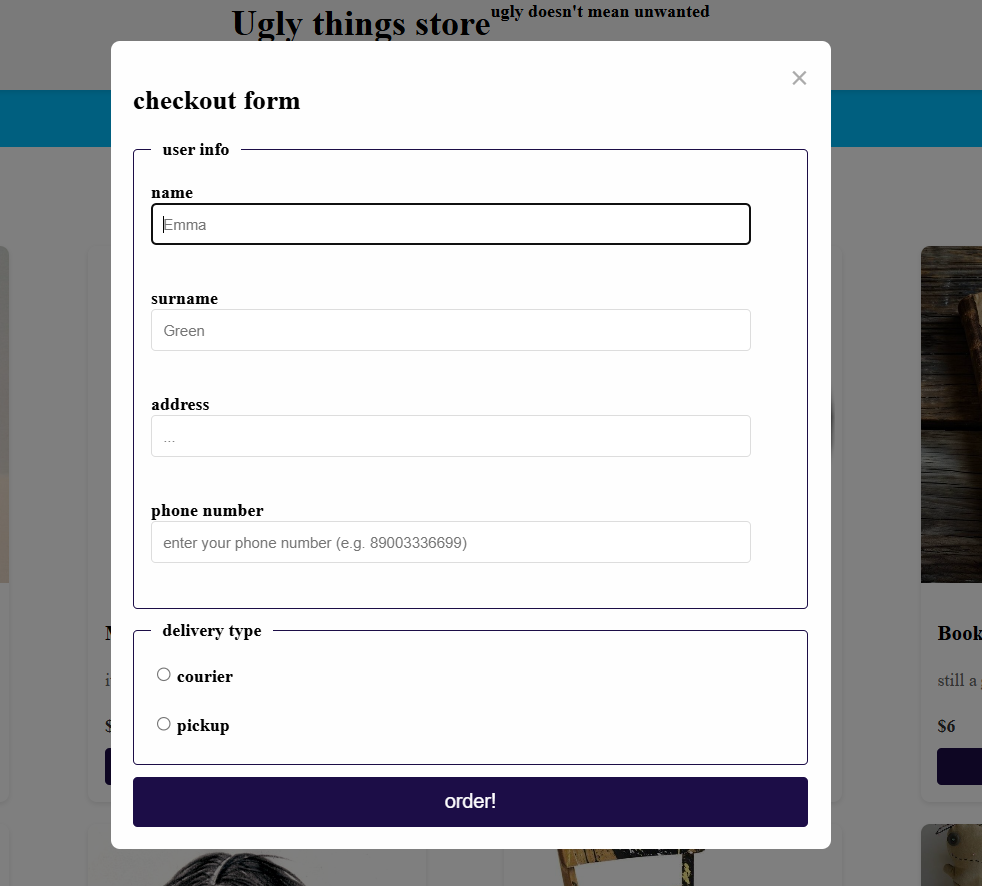 Ugly things store ugly doesn't mean unwanted
×
checkout form
user info
name
Emma
surname
Green
address
...
phone number
enter your phone number (e.g. 89003336699)
delivery type
courier
pickup
order!
Book
still a
$6